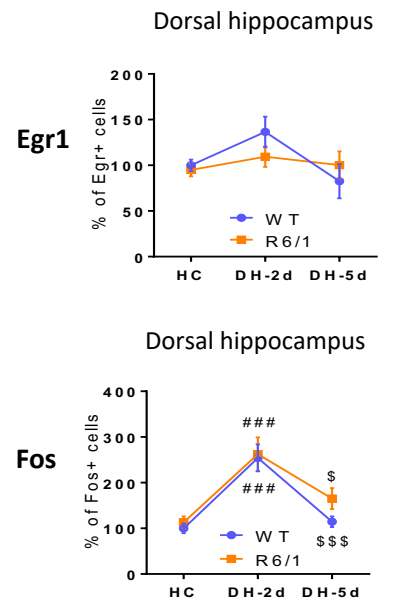 Dorsal hippocampus
Egr1
% of Egr+ cells
200
150
100
50
0
WT
R6/1
HC DH-2d DH-5d
Dorsal hippocampus
Fos
% of Fos+ cells
400
300
200
100
0
###
###
$
$$$
WT
R6/1
HC DH-2d DH-5d